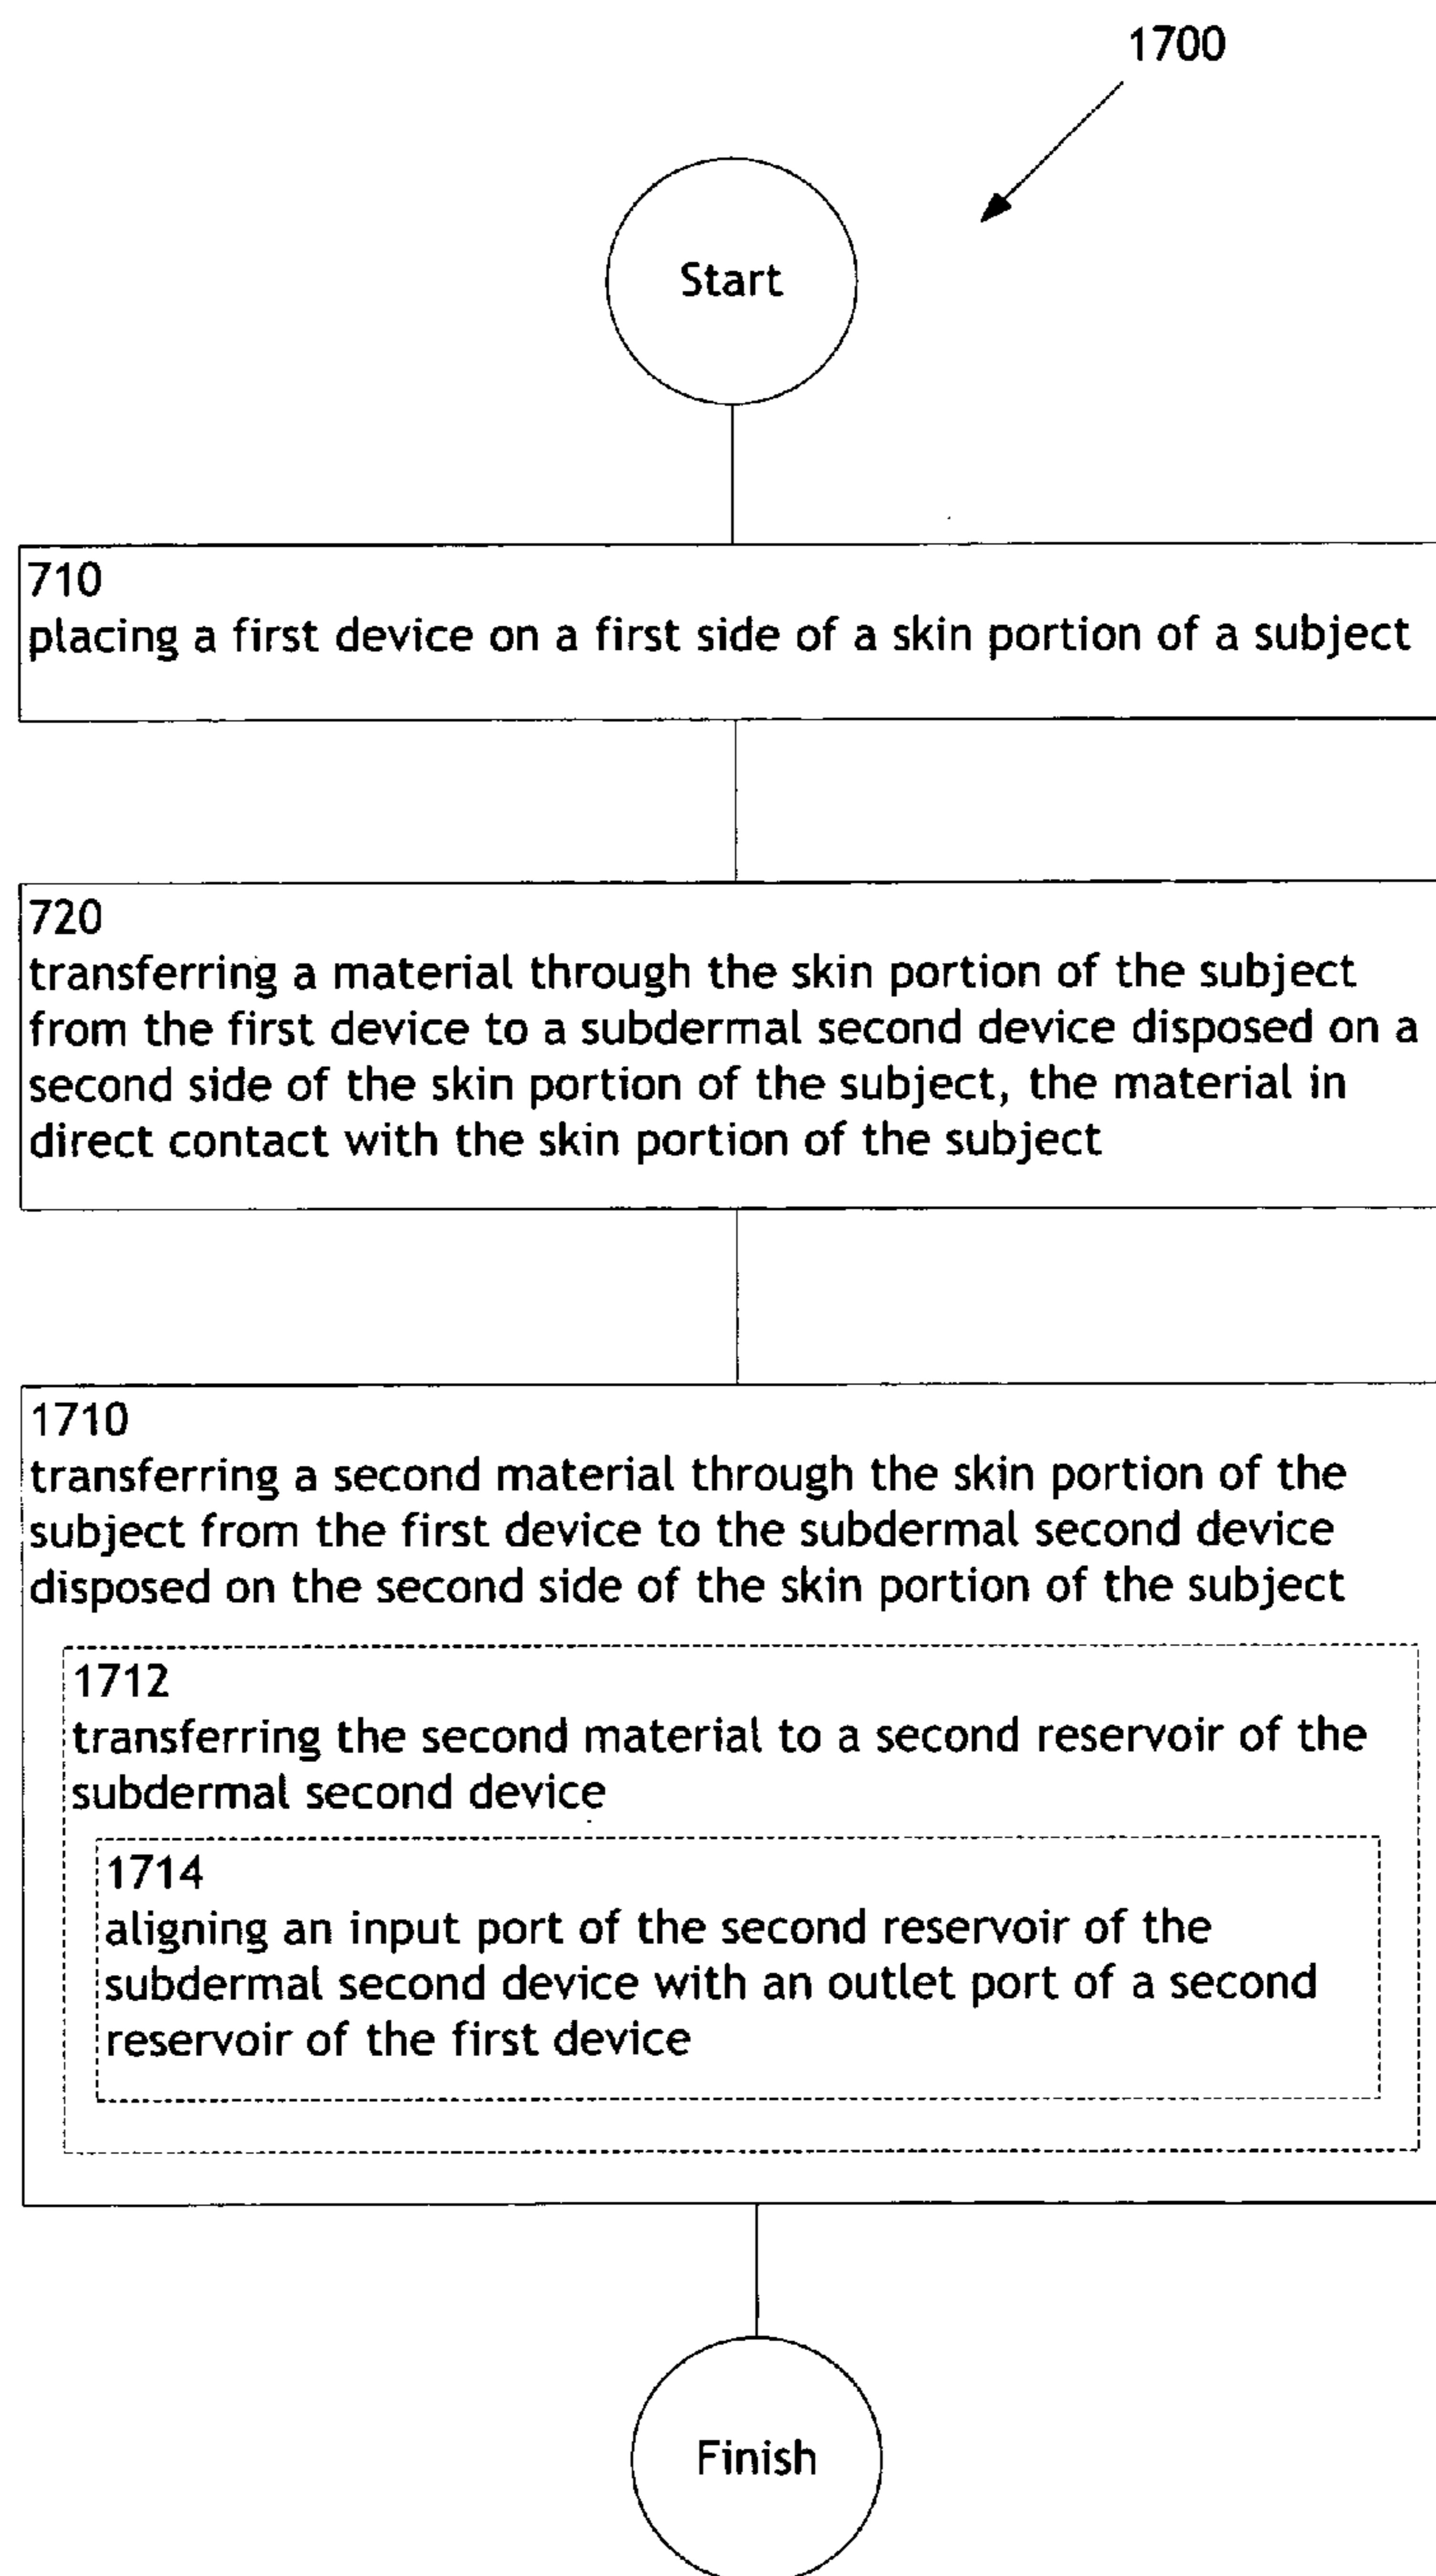 1700
Start
710
placing a first device on a first side of a skin portion of a subject
720
transferring a material through the skin portion of the subject
from the first device to a subdermal second device disposed on a
second side of the skin portion of the subject, the material in
direct contact with the skin portion of the subject
1710
transferring a second material through the skin portion of the
subject from the first device to the subdermal second device
disposed on the second side of the skin portion of the subject
1712
transferring the second material to a second reservoir of the
subdermal second device
1714
aligning an input port of the second reservoir of the
subdermal second device with an outlet port of a second
reservoir of the first device
Finish